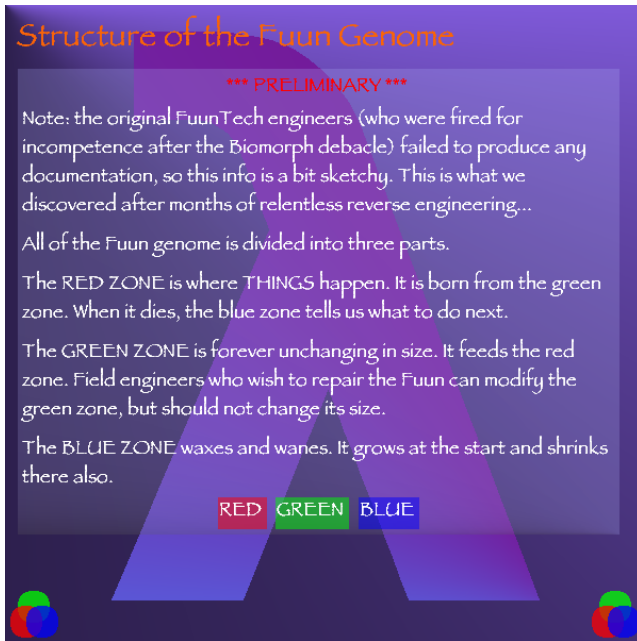 Structure of the Fuun Genome
*** PRELIMINARY ***
Note: the original FuunTech engineers (who were fired for
incompetence after the Biomorph debacle) failed to produce any
documentation, so this info is a bit sketchy. This is what we
discovered after months of relentless reverse engineering...
All of the Fuun genome is divided into three parts.
The RED ZONE is where THINGS happen. It is born from the green
zone. When it dies, the blue zone tells us what to do next.
The GREEN ZONE is forever unchanging in size. It feeds the red
zone. Field engineers who wish to repair the Fuun can modify the
green zone, but should not change its size.
The BLUE ZONE waxes and wanes. It grows at the start and shrinks
there also.
RED GREEN BLUE